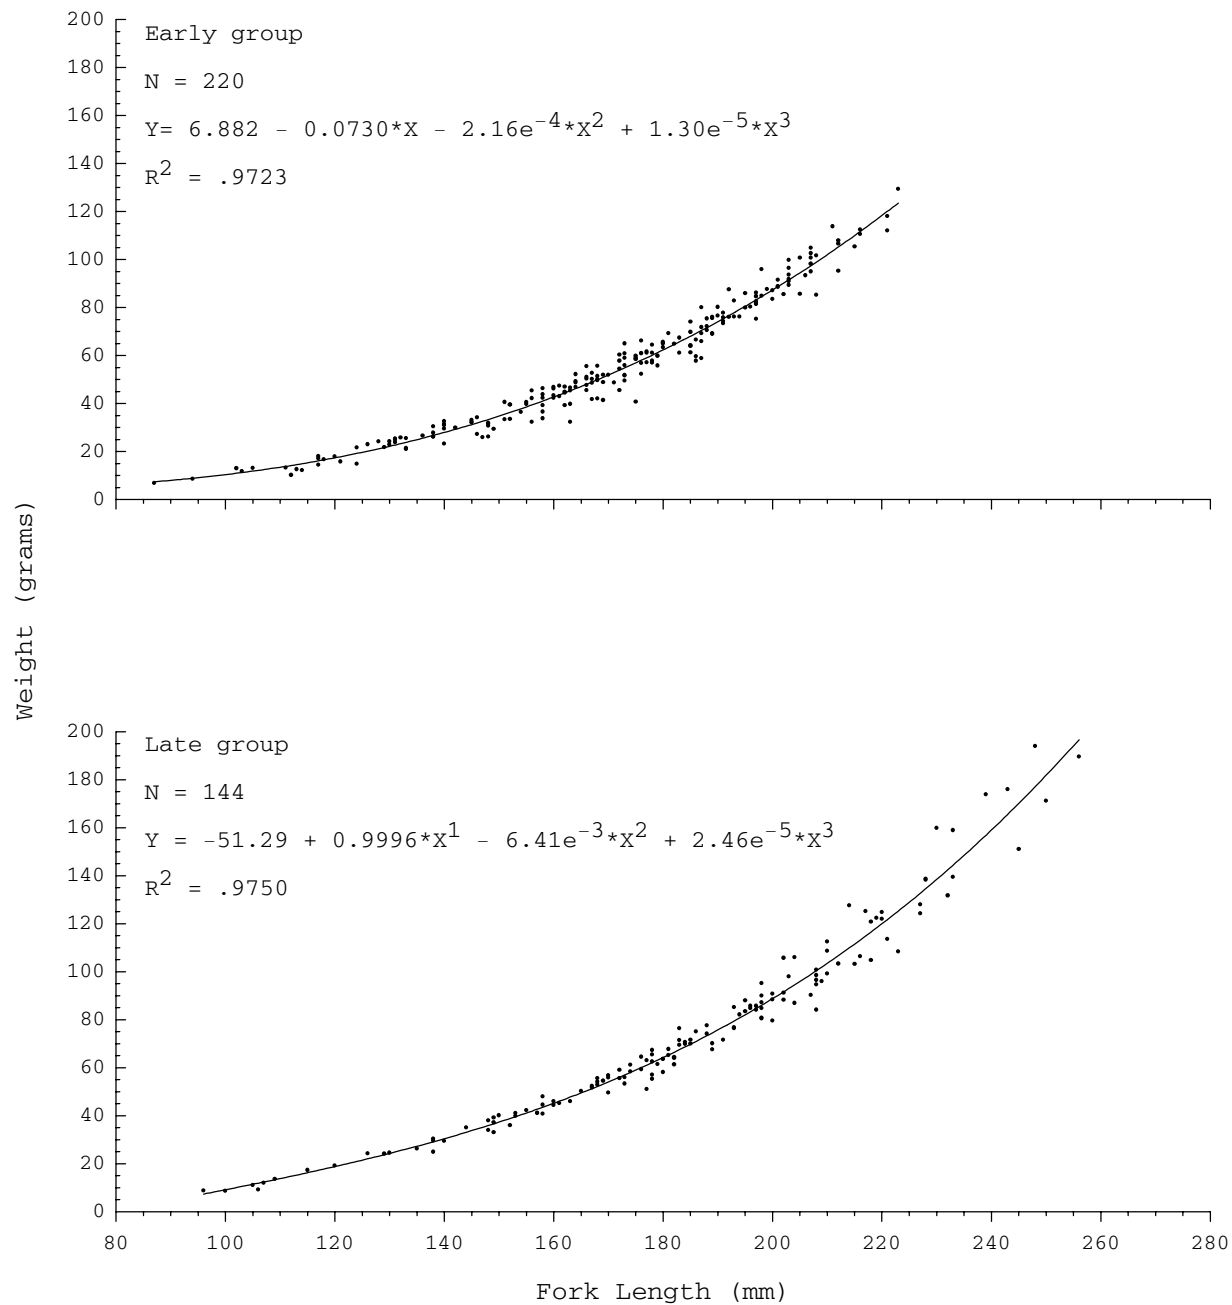 200
180
160
140
120
100
80
60
40
20
0
Early group
N = 220
Y= 6.882 - 0.0730*X - 2.16e-4*X2 + 1.30e-5*X3
R2 = .9723
Weight (grams)
200
180
160
140
120
100
80
60
40
20
0
Late group
N = 144
Y = -51.29 + 0.9996*X1 - 6.41e-3*X2 + 2.46e-5*X3
R2 = .9750
80 100 120 140 160 180 200 220 240 260 280
Fork Length (mm)